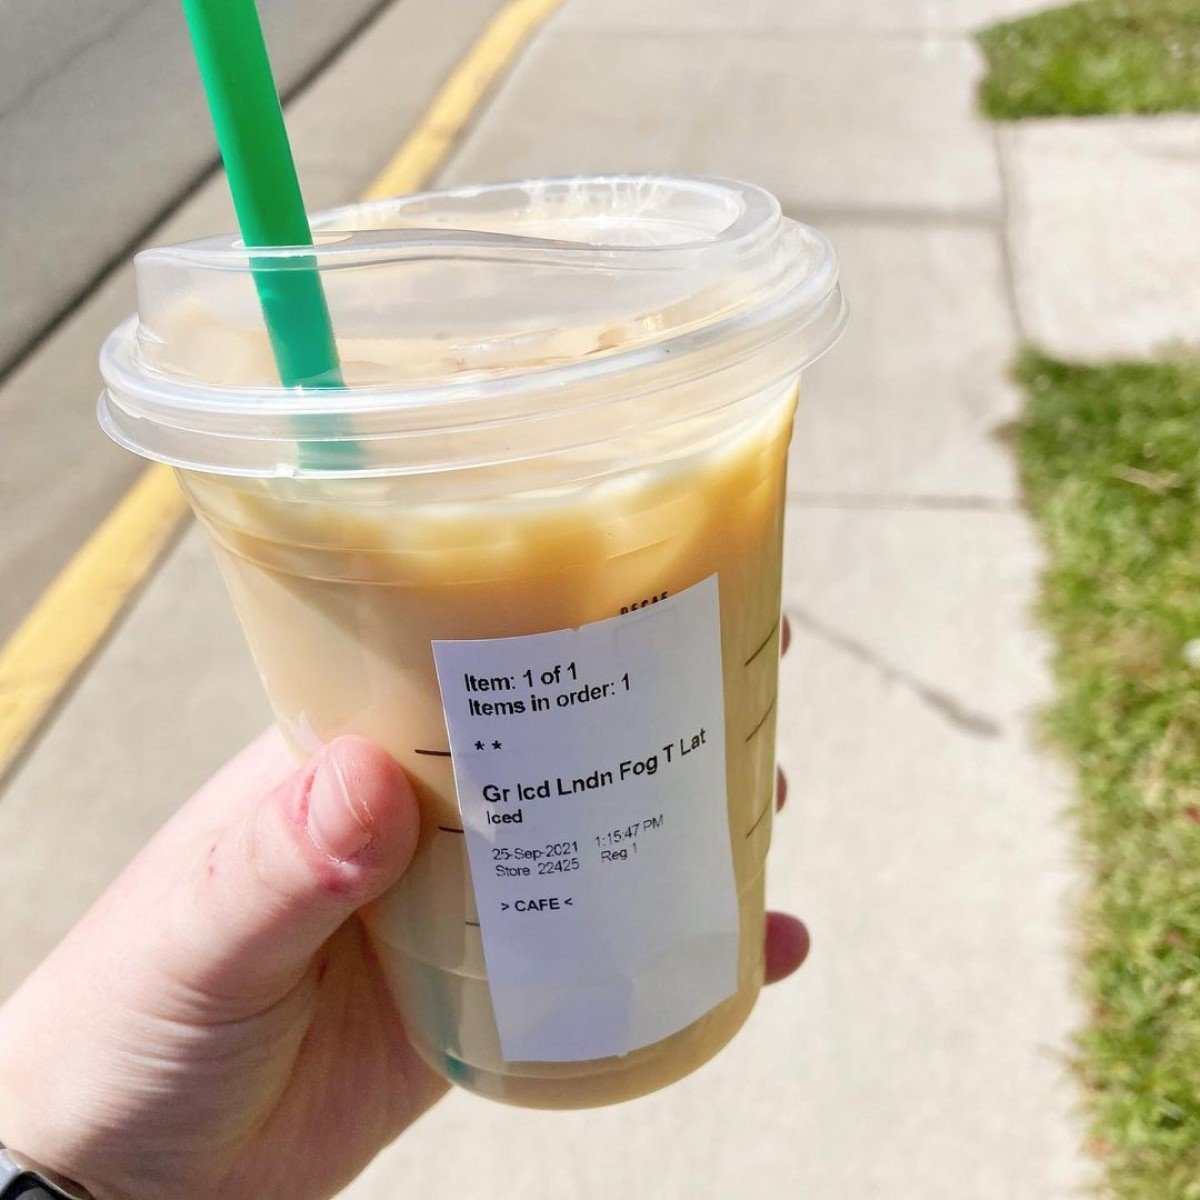 DECAF
Item: 1 of 1
Items in order: 1
* *
Gr Icd Lndn Fog T Lat
Iced
25-Sep-2021 1:15:47 PM
Store 22425 Reg 1
> CAFE <